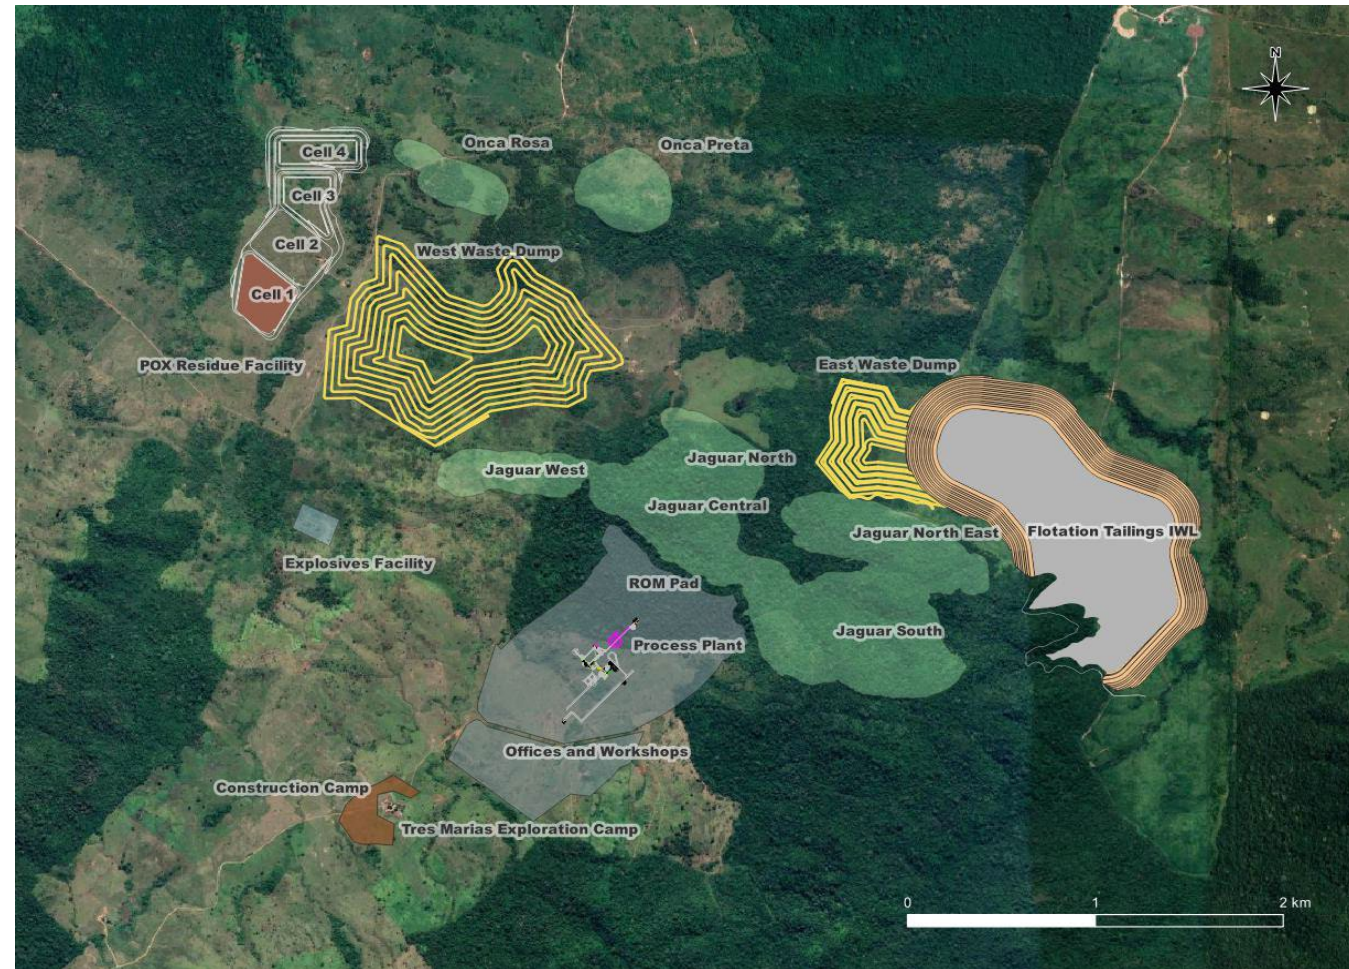 N
Onca Rosa
Onca Preta
Cell 4
Cell 3
Cell 2
Cell 1
West Waste Dump
POX Residue Facility
East Waste Dump
Jaguar West
Jaguar North
Jaguar Central
Jaguar North East
Flotation Tailings IWL
Explosives Facility
ROM Pad
Jaguar South
Process Plant
Offices and Workshops
Construction Camp
Tres Marias Exploration Camp
0 1 2 km